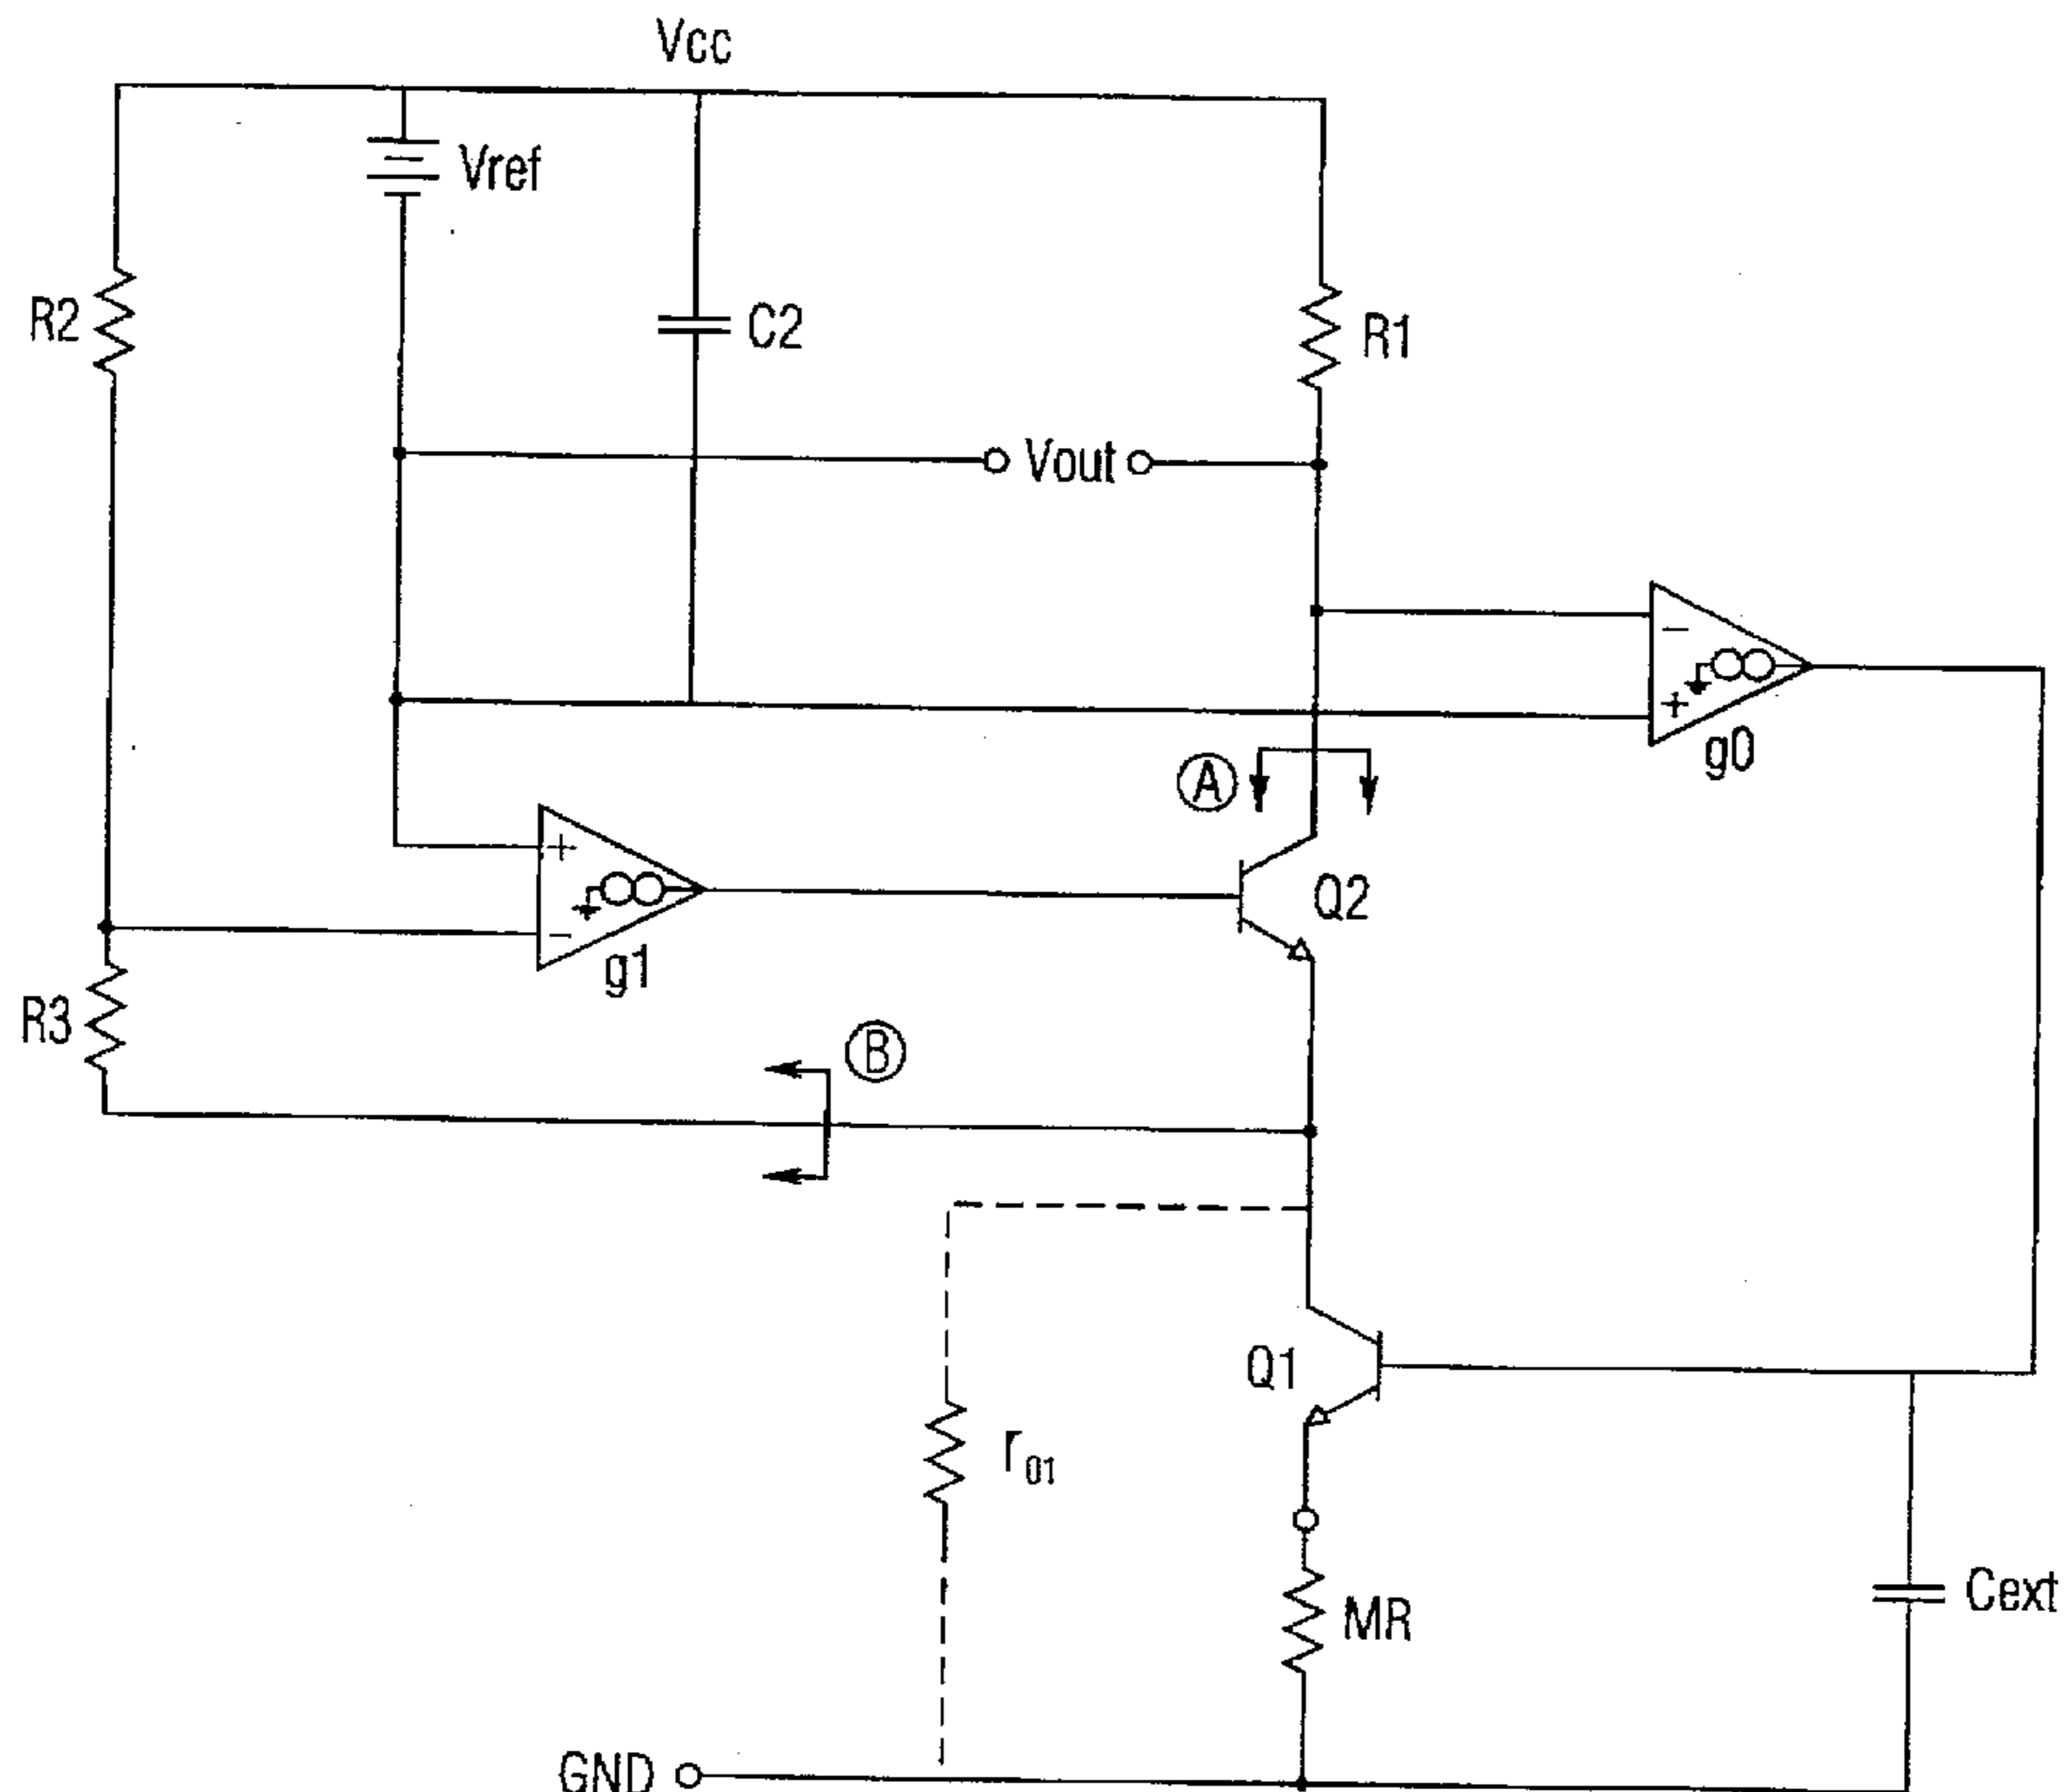 Vcc
Vref
R2
C2
R1
Vout
−
+
g0
A
+
−
g1
Q2
R3
B
Q1
r01
MR
Cext
GND